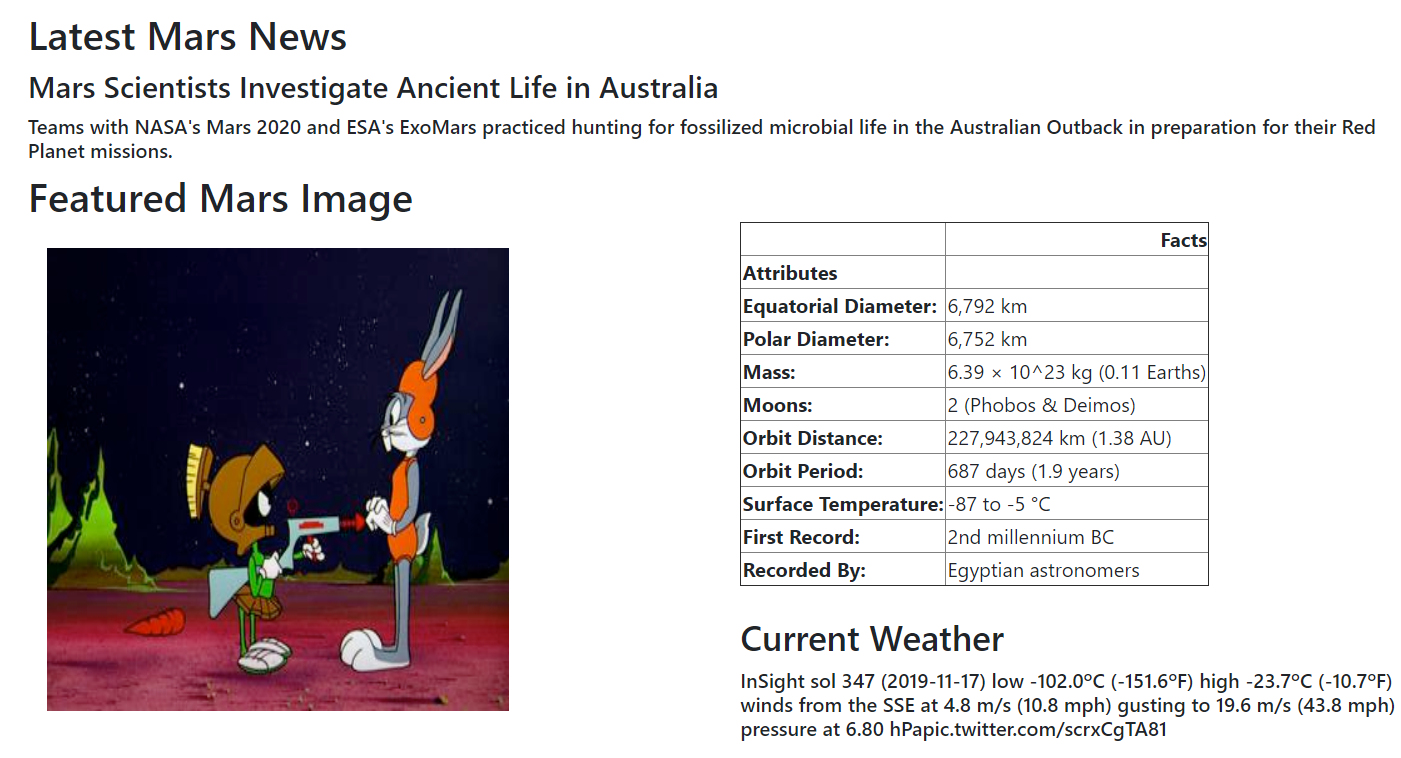 Latest Mars News
Mars Scientists Investigate Ancient Life in Australia
Teams with NASA's Mars 2020 and ESA's ExoMars practiced hunting for fossilized microbial life in the Australian Outback in preparation for their Red
Planet missions.
Featured Mars Image
Facts
Attributes
Equatorial Diameter: 6,792 km
Polar Diameter: 6,752 km
Mass: 6.39 × 10^23 kg (0.11 Earths)
Moons: 2 (Phobos & Deimos)
Orbit Distance: 227,943,824 km (1.38 AU)
Orbit Period: 687 days (1.9 years)
Surface Temperature: -87 to -5 °C
First Record: 2nd millennium BC
Recorded By: Egyptian astronomers
Current Weather
InSight sol 347 (2019-11-17) low -102.0ºC (-151.6ºF) high -23.7ºC (-10.7ºF)
winds from the SSE at 4.8 m/s (10.8 mph) gusting to 19.6 m/s (43.8 mph)
pressure at 6.80 hPapic.twitter.com/scrxCgTA81